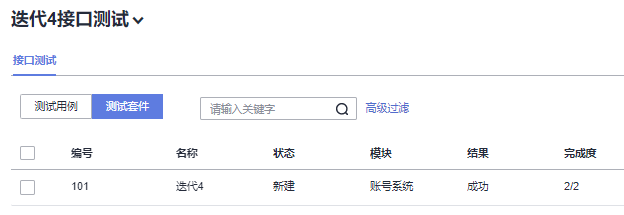 迭代4接口测试
接口测试
测试用例 测试套件 请输入关键字 高级过滤
编号 名称 状态 模块 结果 完成度
101 迭代4 新建 账号系统 成功 2/2